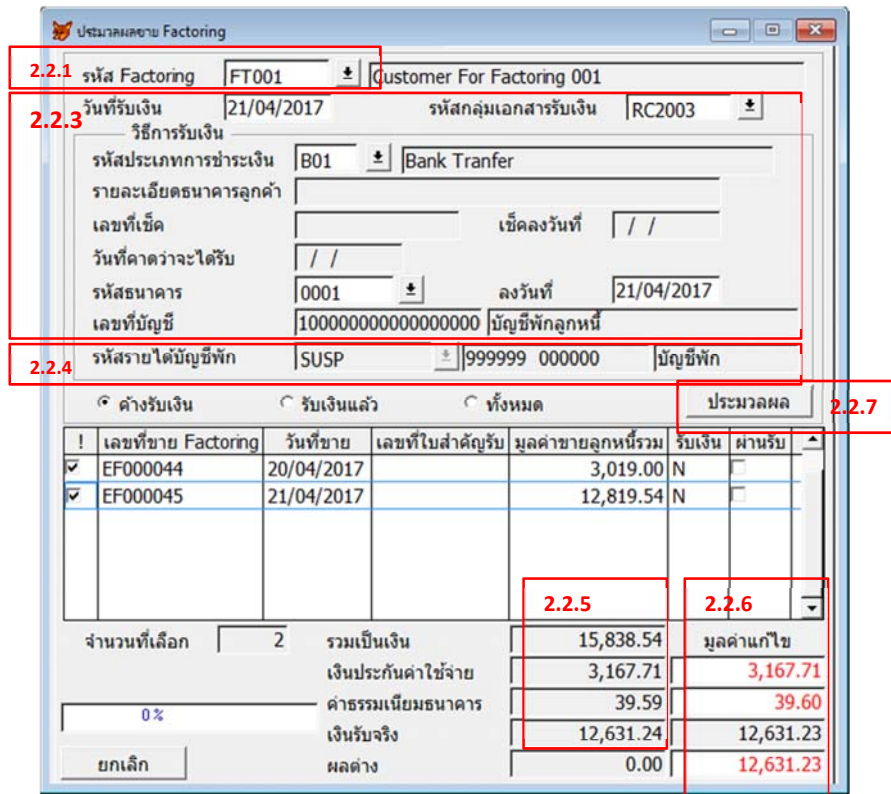 ประมวลผลขาย Factoring
2.2.1 รหัส Factoring FT001 Customer For Factoring 001
2.2.3 วันที่รับเงิน 21/04/2017 รหัสกลุ่มเอกสารรับเงิน RC2003
วิธีการรับเงิน
รหัสประเภทการชำระเงิน B01 Bank Tranfer
รายละเอียดธนาคารลูกค้า
เลขที่เช็ค เช็คลงวันที่ / /
วันที่คาดว่าจะได้รับ / /
รหัสธนาคาร 0001 ลงวันที่ 21/04/2017
เลขที่บัญชี 100000000000000000 บัญชีพักลูกหนี้
2.2.4 รหัสรายได้บัญชีพัก SUSP 999999 000000 บัญชีพัก
ค้างรับเงิน รับเงินแล้ว ทั้งหมด ประมวลผล 2.2.7
! เลขที่ขาย Factoring วันที่ขาย เลขที่ใบสำคัญรับ มูลค่าขายลูกหนี้รวม รับเงิน ผ่านรับ
EF000044 20/04/2017 3,019.00 N
EF000045 21/04/2017 12,819.54 N
2.2.5 2.2.6
จำนวนที่เลือก 2 รวมเป็นเงิน 15,838.54 มูลค่าแก้ไข
เงินประกันค่าใช้จ่าย 3,167.71 3,167.71
ค่าธรรมเนียมธนาคาร 39.59 39.60
0%
เงินรับจริง 12,631.24 12,631.23
ยกเลิก ผลต่าง 0.00 12,631.23